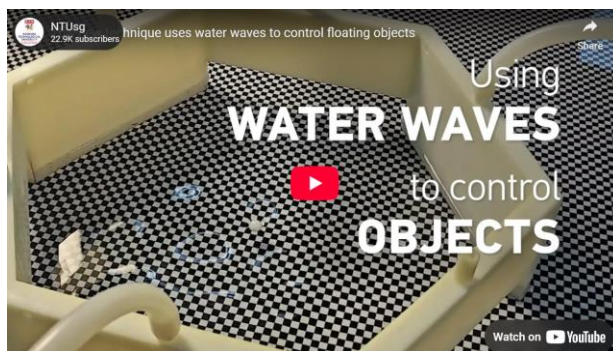 NTUsg
22.9K subscribers
chnique uses water waves to control floating objects
Share
Using
WATER WAVES
to control
OBJECTS
Watch on YouTube